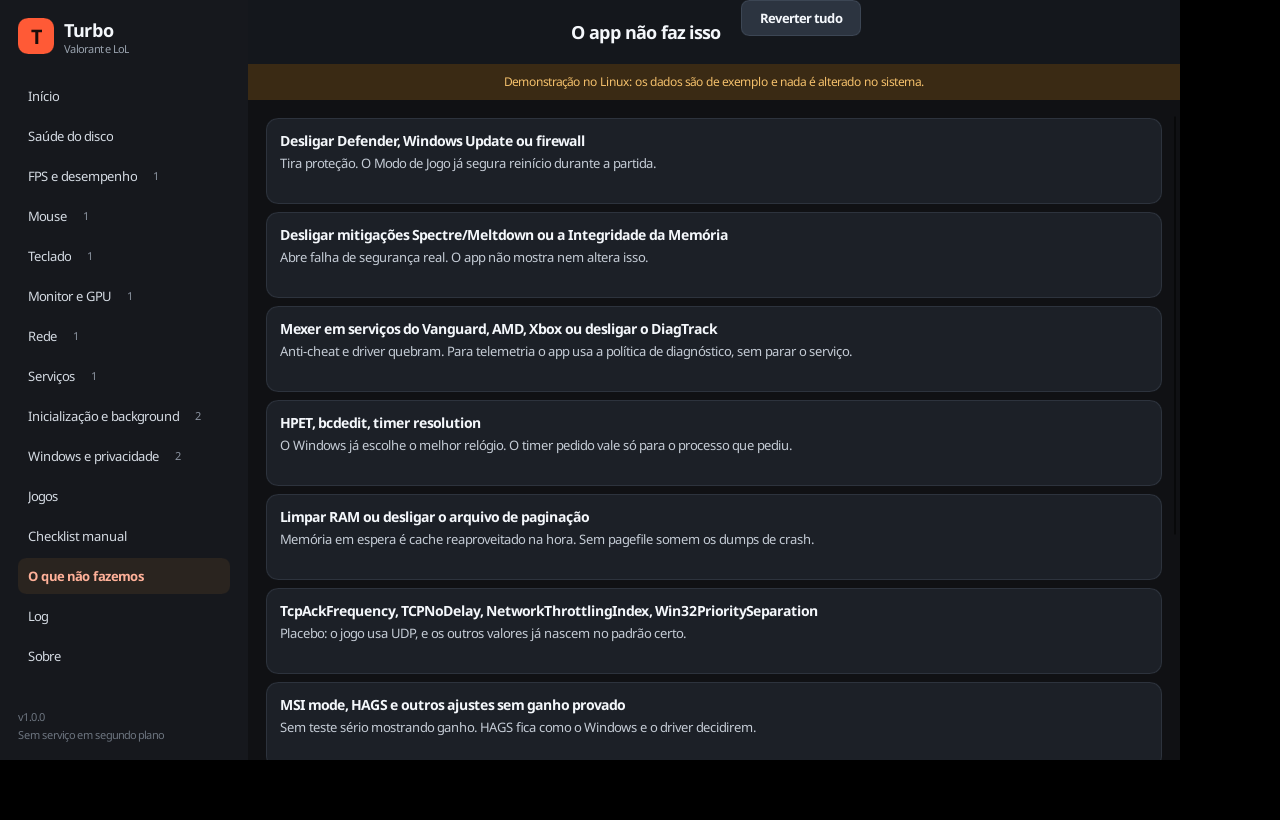 T
Turbo
Valorant e LoL
Início
Saúde do disco
FPS e desempenho 1
Mouse 1
Teclado 1
Monitor e GPU 1
Rede 1
Serviços 1
Inicialização e background 2
Windows e privacidade 2
Jogos
Checklist manual
O que não fazemos
Log
Sobre
v1.0.0
Sem serviço em segundo plano
O app não faz isso
Reverter tudo
Demonstração no Linux: os dados são de exemplo e nada é alterado no sistema.
Desligar Defender, Windows Update ou firewall
Tira proteção. O Modo de Jogo já segura reinício durante a partida.
Desligar mitigações Spectre/Meltdown ou a Integridade da Memória
Abre falha de segurança real. O app não mostra nem altera isso.
Mexer em serviços do Vanguard, AMD, Xbox ou desligar o DiagTrack
Anti-cheat e driver quebram. Para telemetria o app usa a política de diagnóstico, sem parar o serviço.
HPET, bcdedit, timer resolution
O Windows já escolhe o melhor relógio. O timer pedido vale só para o processo que pediu.
Limpar RAM ou desligar o arquivo de paginação
Memória em espera é cache reaproveitado na hora. Sem pagefile somem os dumps de crash.
TcpAckFrequency, TCPNoDelay, NetworkThrottlingIndex, Win32PrioritySeparation
Placebo: o jogo usa UDP, e os outros valores já nascem no padrão certo.
MSI mode, HAGS e outros ajustes sem ganho provado
Sem teste sério mostrando ganho. HAGS fica como o Windows e o driver decidirem.